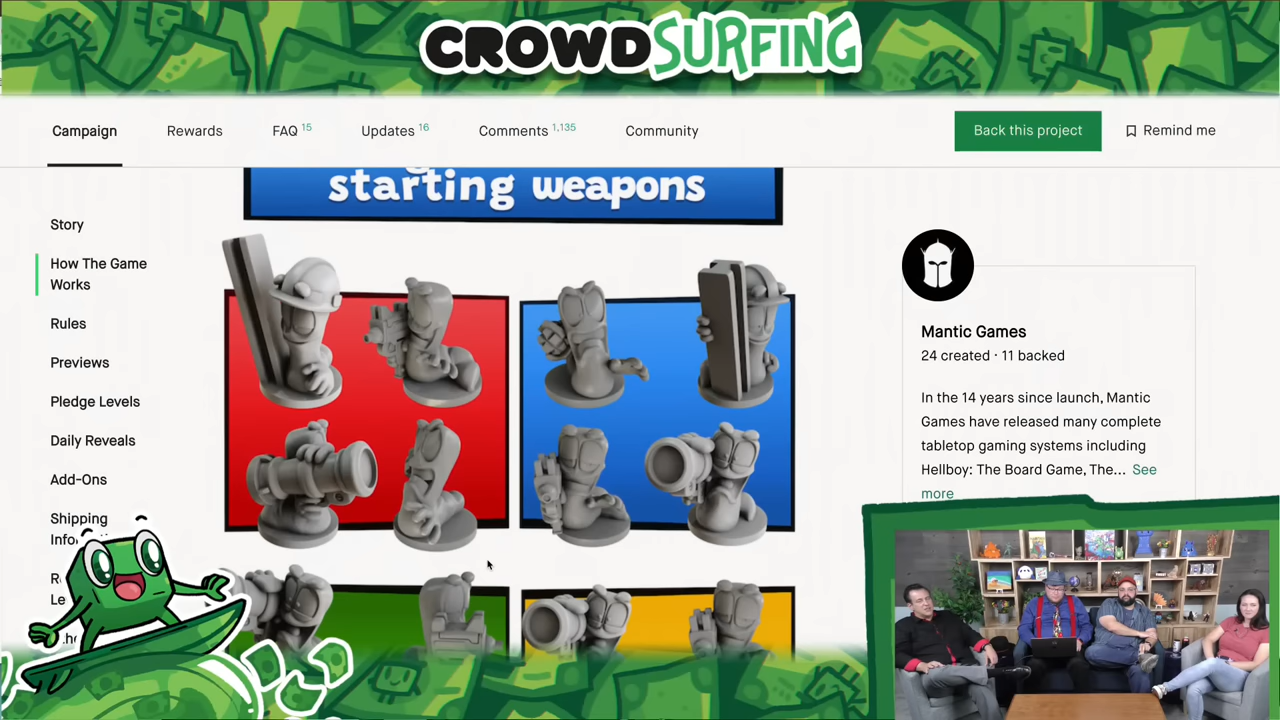 CROWDSURFING
Campaign
Rewards
FAQ 15
Updates 16
Comments 1,135
Community
Back this project
Remind me
starting weapons
Story
How The Game
Works
Rules
Previews
Pledge Levels
Daily Reveals
Add-Ons
Shipping
Mantic Games
24 created · 11 backed
In the 14 years since launch, Mantic
Games have released many complete
tabletop gaming systems including
Hellboy: The Board Game, The... See
more